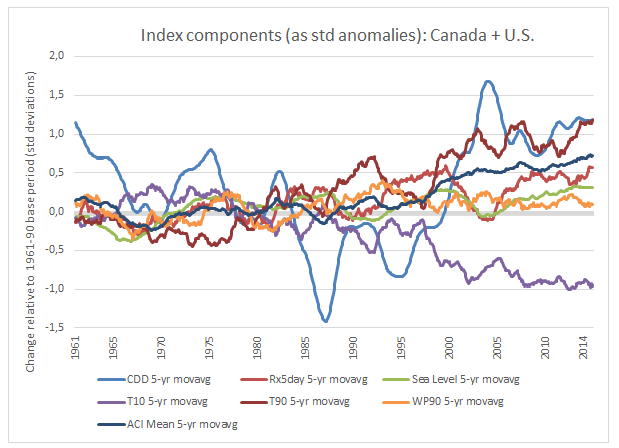 Index components (as std anomalies): Canada + U.S.
Change relative to 1961-90 base period (std deviations)
2,0
1,5
1,0
0,5
0,0
-0,5
-1,0
-1,5
1961
1965
1970
1975
1980
1985
1990
1995
2000
2005
2010
2014
CDD 5-yr movavg
Rx5day 5-yr movavg
Sea Level 5-yr movavg
T10 5-yr movavg
T90 5-yr movavg
WP90 5-yr movavg
ACI Mean 5-yr movavg